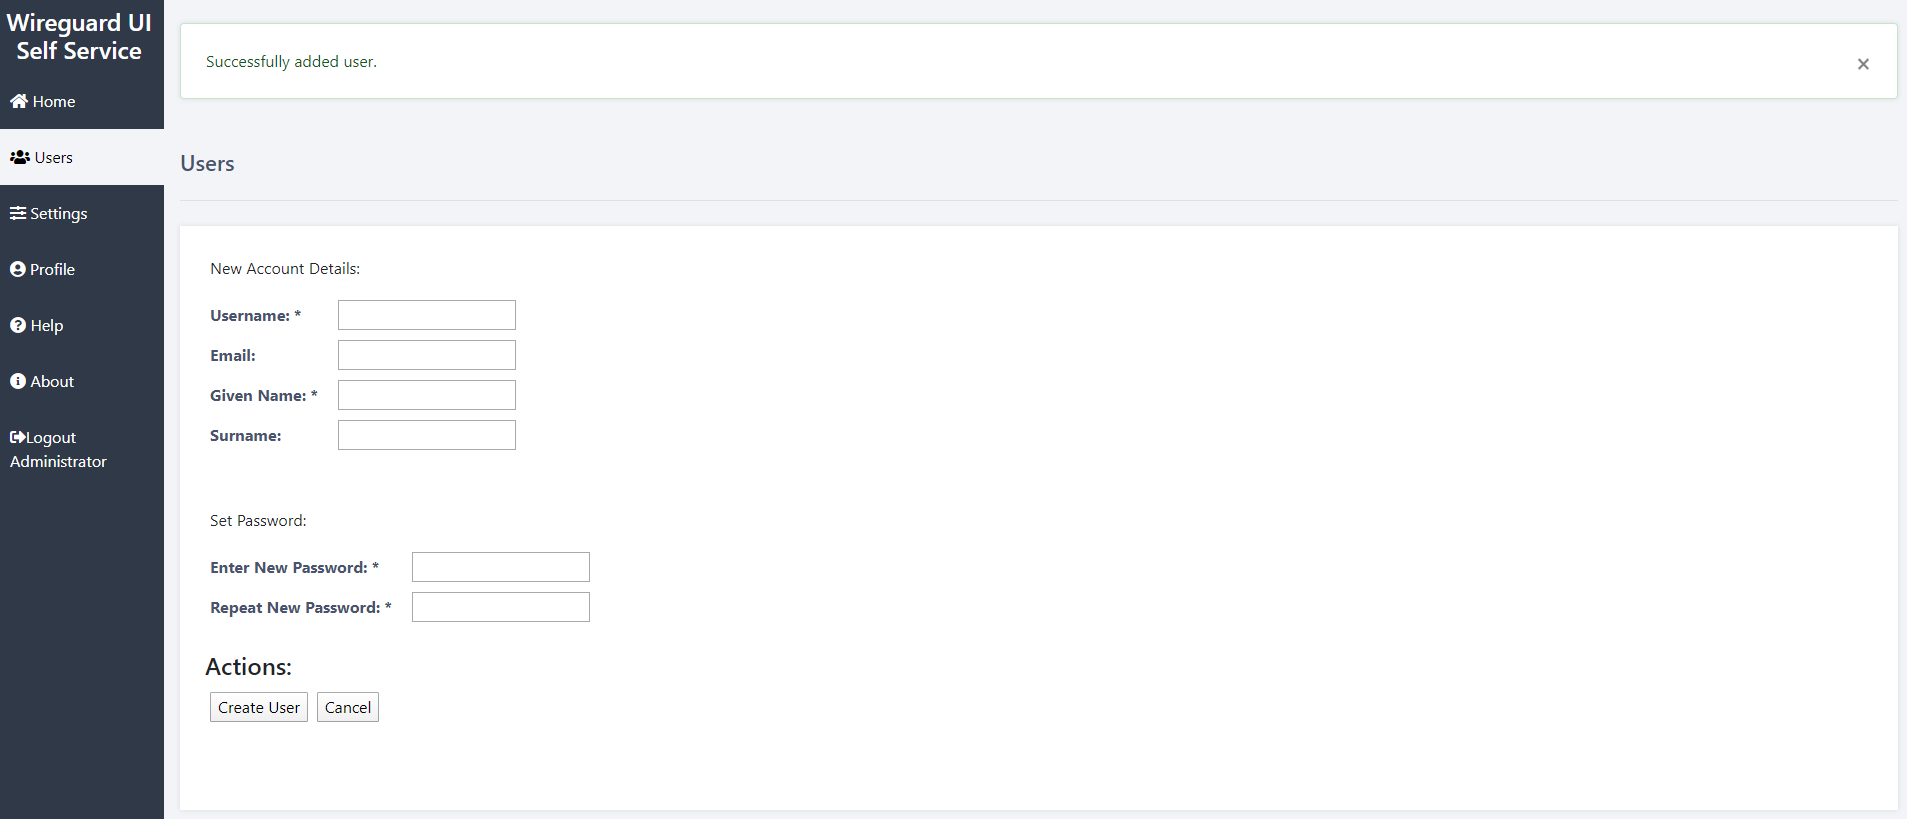 Wireguard UI
Self Service
Home
Users
Settings
Profile
Help
About
Logout
Administrator
Successfully added user.
×
Users
New Account Details:
Username: *
Email:
Given Name: *
Surname:
Set Password:
Enter New Password: *
Repeat New Password: *
Actions:
Create User Cancel